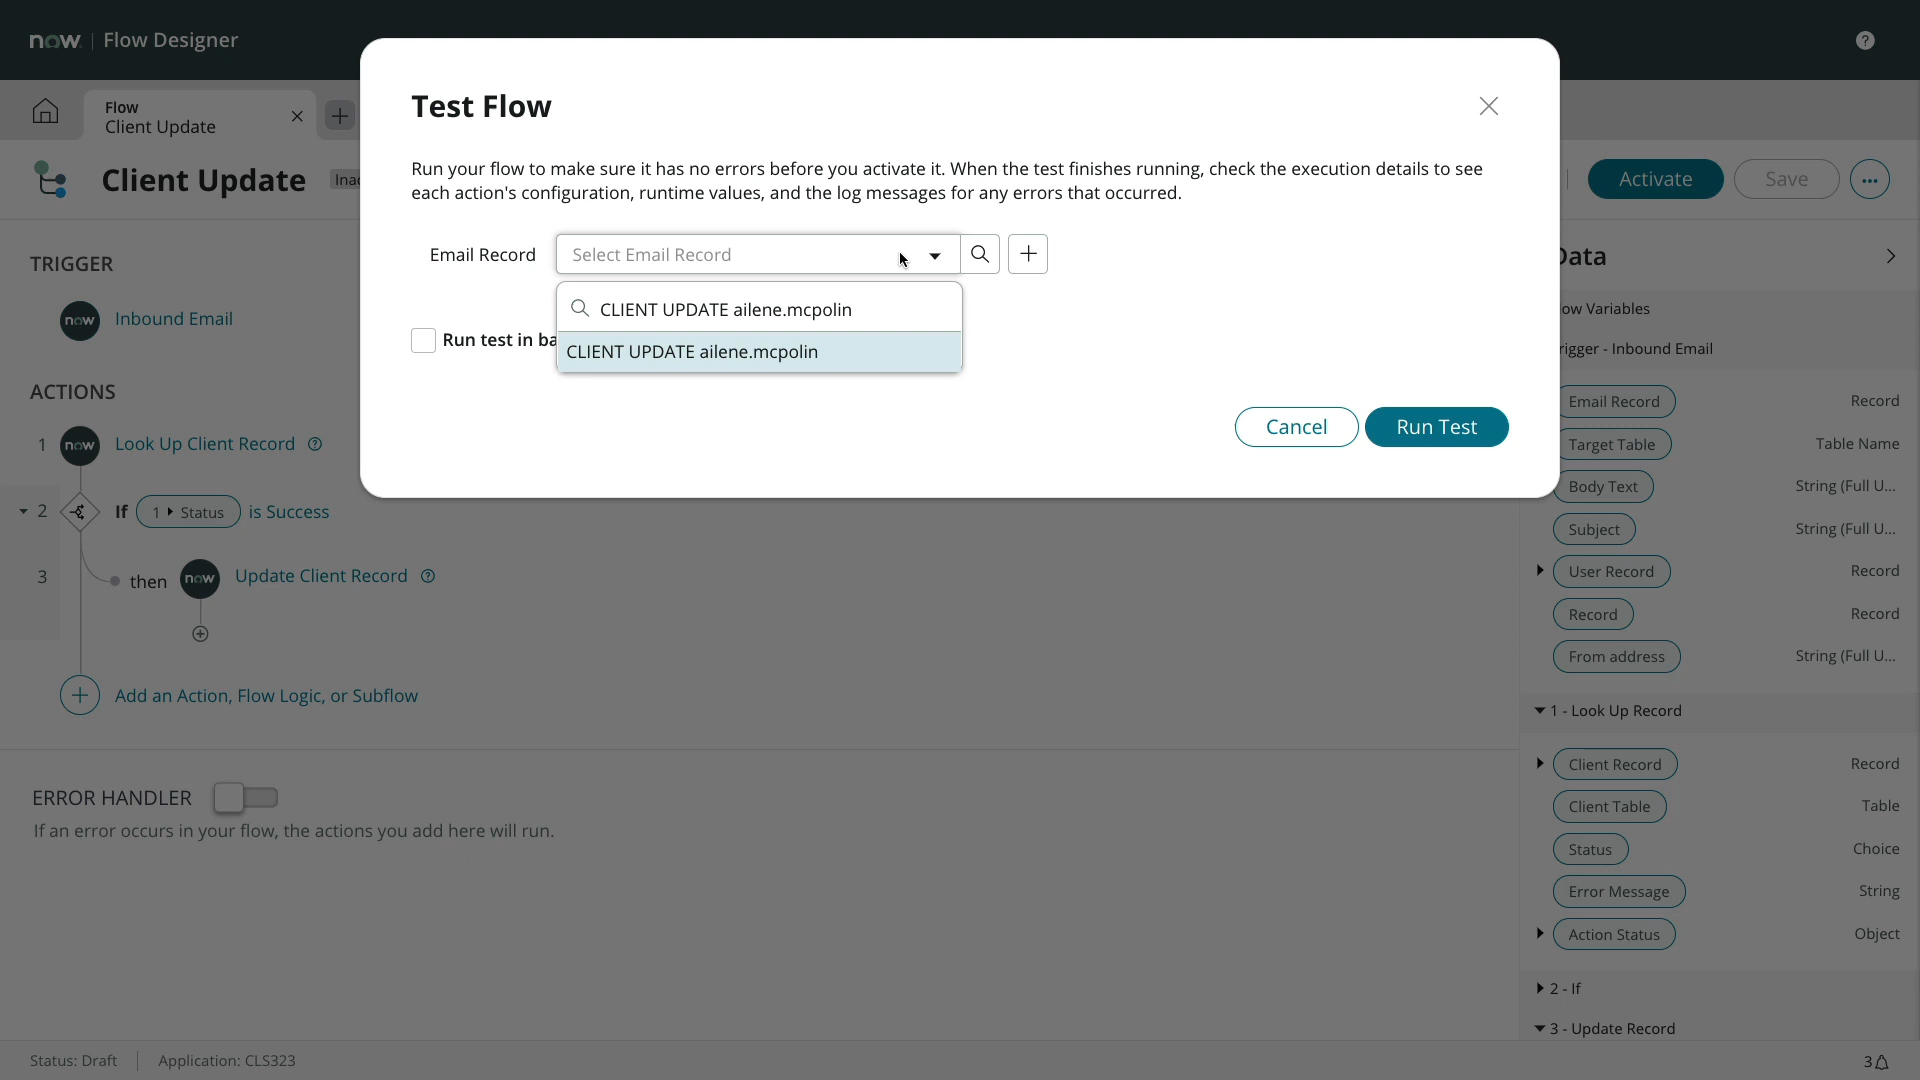 now | Flow Designer
Flow
Client Update
Client Update
Inac
Activate
Save
Test Flow
Run your flow to make sure it has no errors before you activate it. When the test finishes running, check the execution details to see
each action's configuration, runtime values, and the log messages for any errors that occurred.
Email Record
Select Email Record
CLIENT UPDATE ailene.mcpolin
CLIENT UPDATE ailene.mcpolin
Run test in ba
Cancel
Run Test
TRIGGER
now
Inbound Email
ACTIONS
1 now Look Up Client Record
2 If 1 Status is Success
3 then now Update Client Record
Add an Action, Flow Logic, or Subflow
ERROR HANDLER
If an error occurs in your flow, the actions you add here will run.
Data
ow Variables
rigger - Inbound Email
Email Record Record
Target Table Table Name
Body Text String (Full U...
Subject String (Full U...
User Record Record
Record Record
From address String (Full U...
1 - Look Up Record
Client Record Record
Client Table Table
Status Choice
Error Message String
Action Status Object
2 - If
3 - Update Record
Status: Draft
Application: CLS323
3